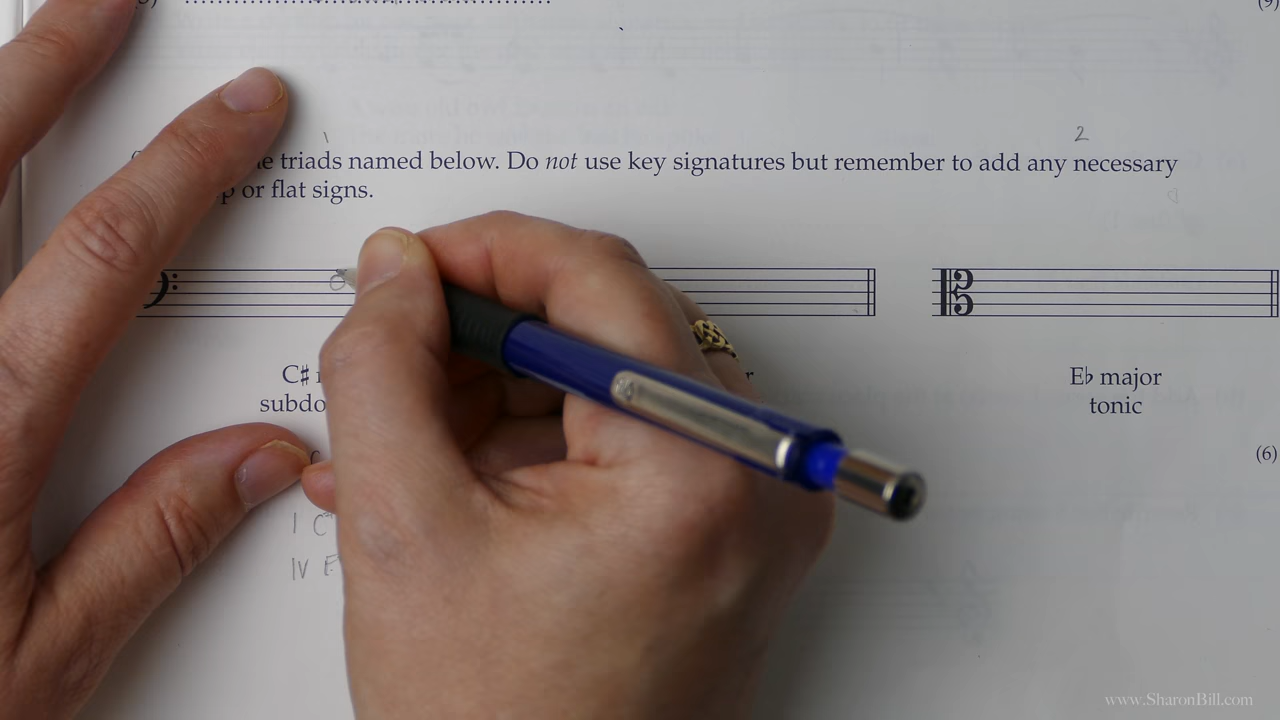 (9)
1
2
e triads named below. Do not use key signatures but remember to add any necessary
p or flat signs.
C♯
subdo
r
E♭ major
tonic
(6)
I C
IV F
www.SharonBill.com